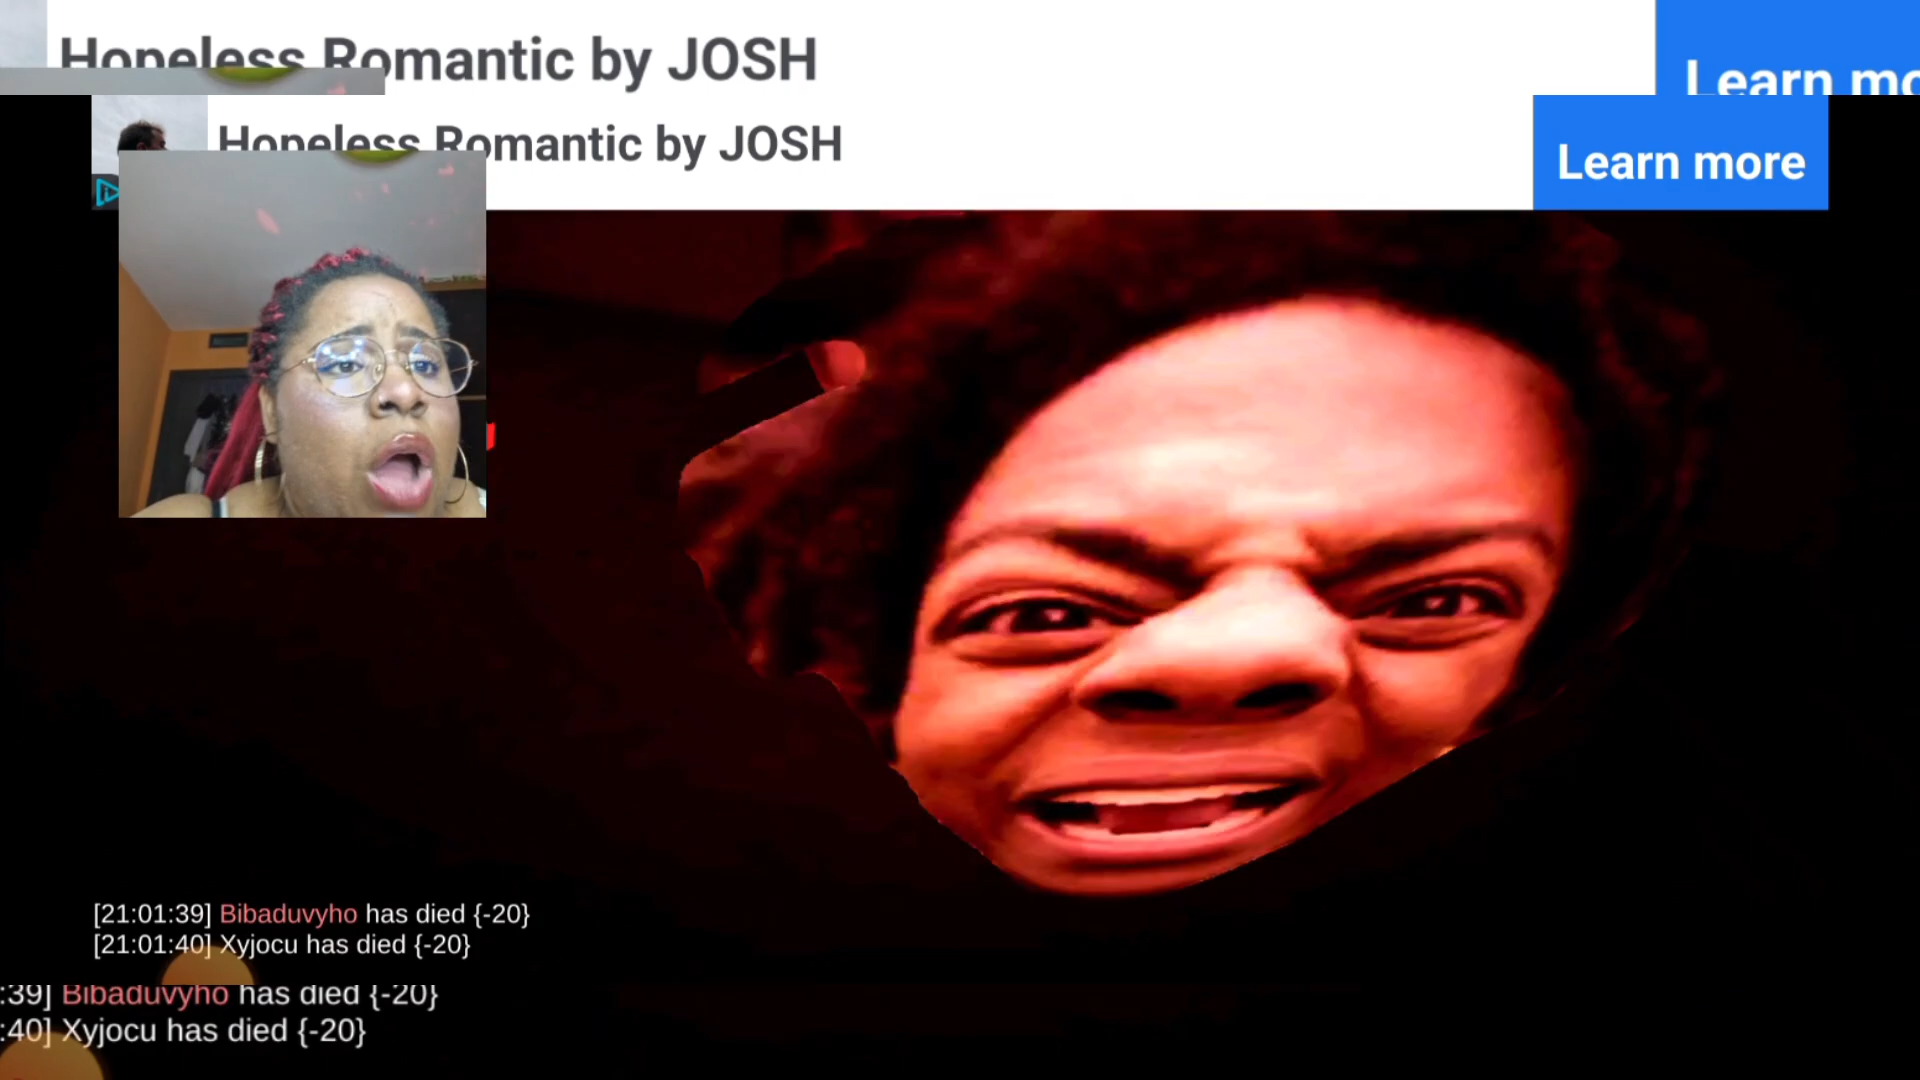 Hopeless Romantic by JOSH
Learn mo
Hopeless Romantic by JOSH
Learn more
[21:01:39] Bibaduvyho has died {-20}
[21:01:40] Xyjocu has died {-20}
:39] Bibaduvyho has died {-20}
:40] Xyjocu has died {-20}